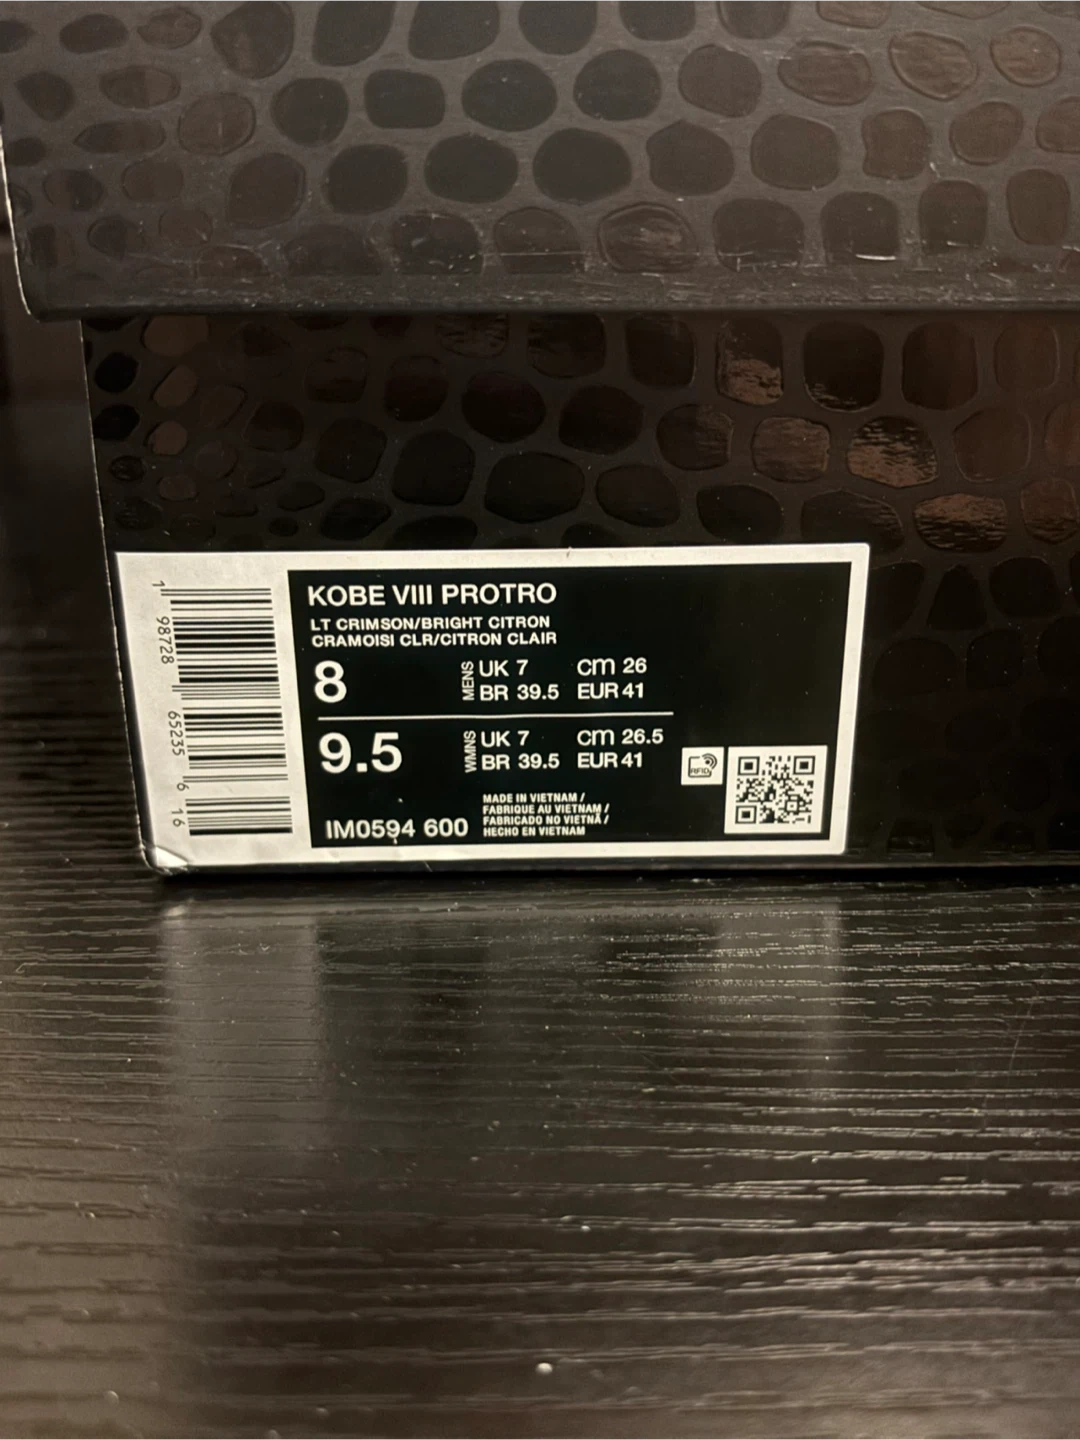 KOBE VIII PROTRO
LT CRIMSON/BRIGHT CITRON
CRAMOISI CLR/CITRON CLAIR
8 MENS UK 7 cm 26
BR 39.5 EUR 41
9.5 WMNS UK 7 cm 26.5
BR 39.5 EUR 41
MADE IN VIETNAM /
FABRIQUE AU VIETNAM /
FABRICADO NO VIETNÃ /
HECHO EN VIETNAM
IM0594 600
RFID
1 98728 65235 6 16